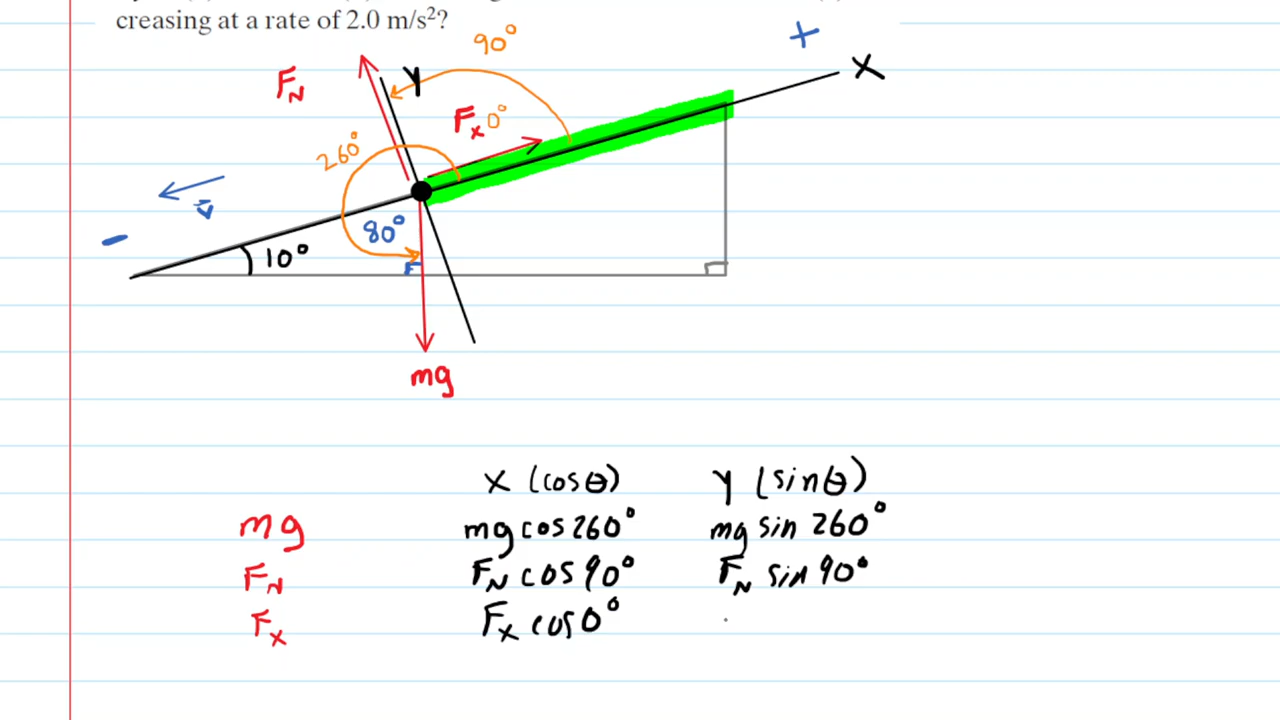 creasing at a rate of 2.0 m/s²?
90°
+
X
Y
F_N
F_x 0°
260°
v⃗
80°
-
10°
mg
X (cosθ) Y (sinθ)
mg mg cos 260° mg sin 260°
F_N F_N cos 90° F_N sin 90°
F_x F_x cos 0°